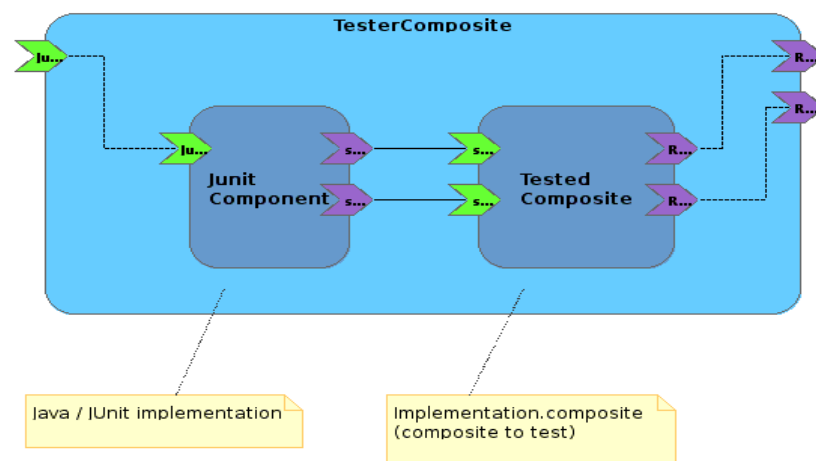 TesterComposite
Ju...
R...
R...
Ju...
s...
s...
R...
Junit
Component
Tested
Composite
s...
s...
R...
Java / JUnit implementation
Implementation.composite
(composite to test)